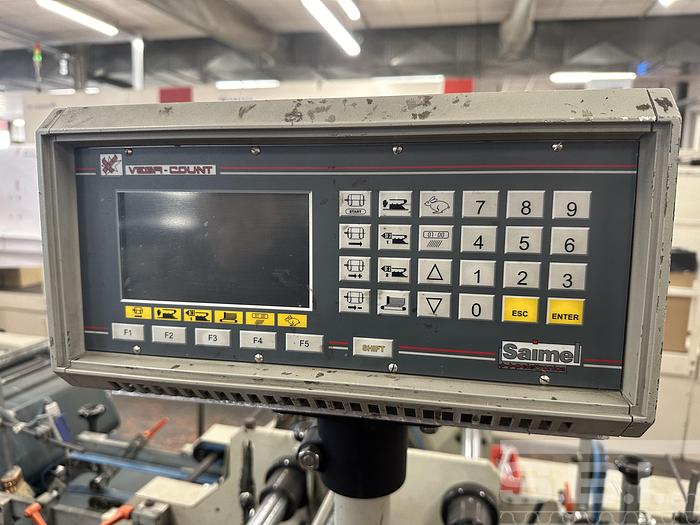 VEGA-COUNT
START
7 8 9
4 5 6
1 2 3
0 ESC ENTER
F1 F2 F3 F4 F5 SHIFT
Saimel
electronics